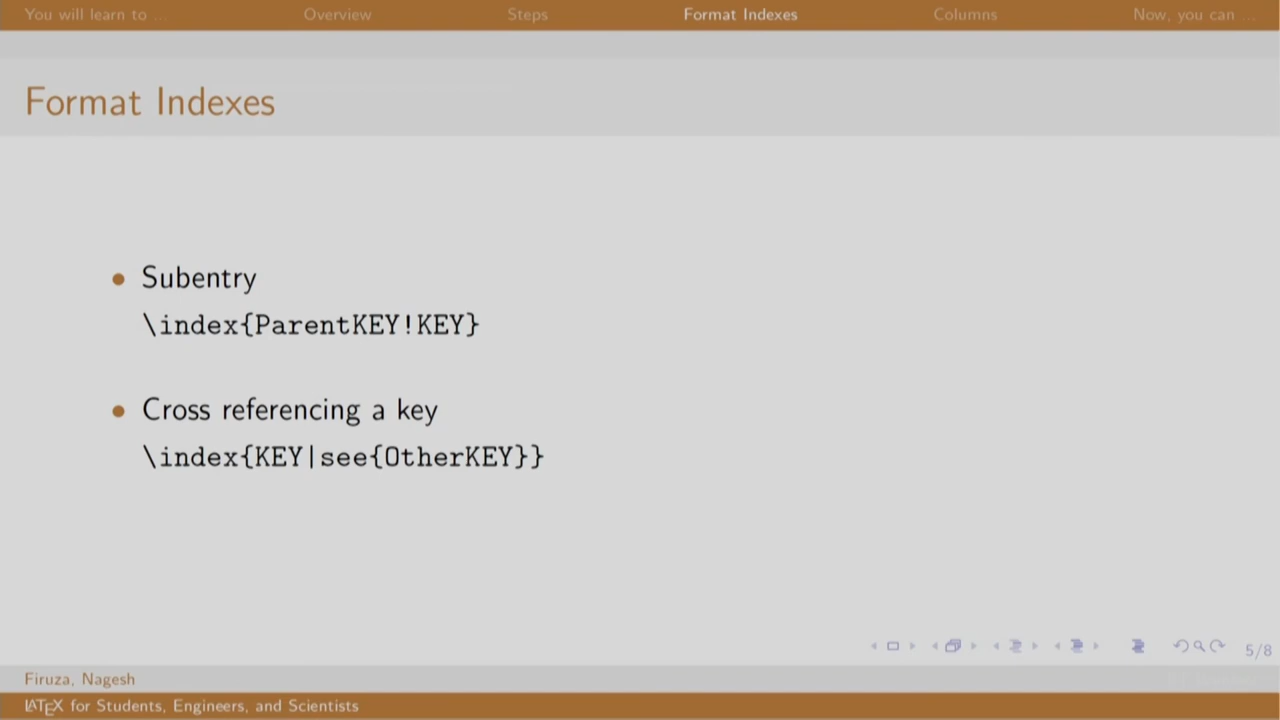 You will learn to ... Overview Steps Format Indexes Columns Now, you can ...
Format Indexes
• Subentry
\index{ParentKEY!KEY}
• Cross referencing a key
\index{KEY|see{OtherKEY}}
5/8
Firuza, Nagesh
LATEX for Students, Engineers, and Scientists